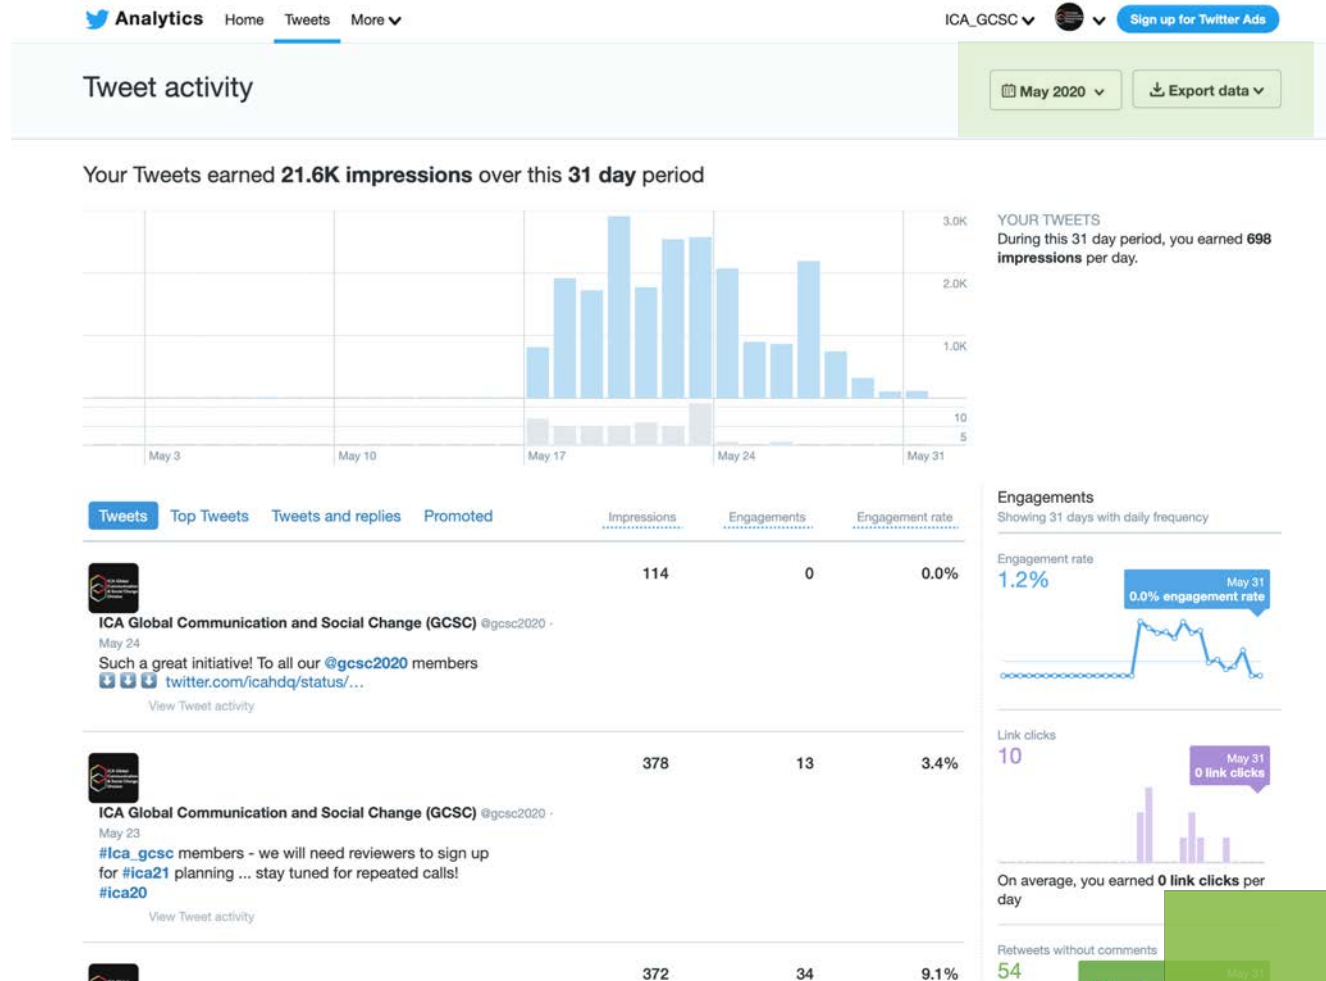 Analytics Home Tweets More
ICA_GCSC
Sign up for Twitter Ads
Tweet activity
May 2020
Export data
Your Tweets earned 21.6K impressions over this 31 day period
3.0K
2.0K
1.0K
10
5
May 3
May 10
May 17
May 24
May 31
YOUR TWEETS
During this 31 day period, you earned 698
impressions per day.
Tweets Top Tweets Tweets and replies Promoted
Impressions Engagements Engagement rate
114 0 0.0%
ICA Global Communication and Social Change (GCSC) @gcsc2020 ·
May 24
Such a great initiative! To all our @gcsc2020 members
twitter.com/icahdq/status/…
View Tweet activity
378 13 3.4%
ICA Global Communication and Social Change (GCSC) @gcsc2020 ·
May 23
#Ica_gcsc members - we will need reviewers to sign up
for #ica21 planning ... stay tuned for repeated calls!
#ica20
View Tweet activity
372 34 9.1%
Engagements
Showing 31 days with daily frequency
Engagement rate
1.2%
May 31
0.0% engagement rate
Link clicks
10
May 31
0 link clicks
On average, you earned 0 link clicks per
day
Retweets without comments
54
May 31